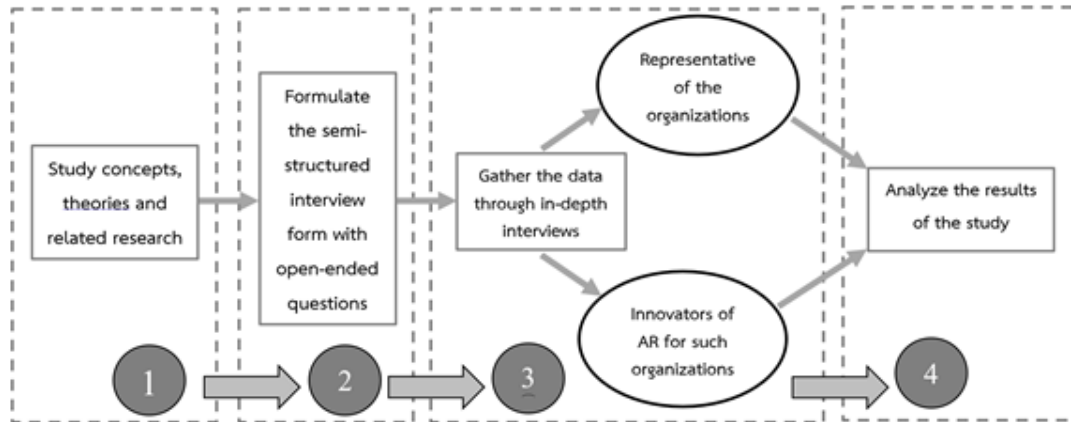 Study concepts,
theories and
related research
Formulate
the semi-
structured
interview
form with
open-ended
questions
Gather the data
through in-depth
interviews
Representative
of the
organizations
Innovators of
AR for such
organizations
Analyze the results
of the study
1
2
3
4